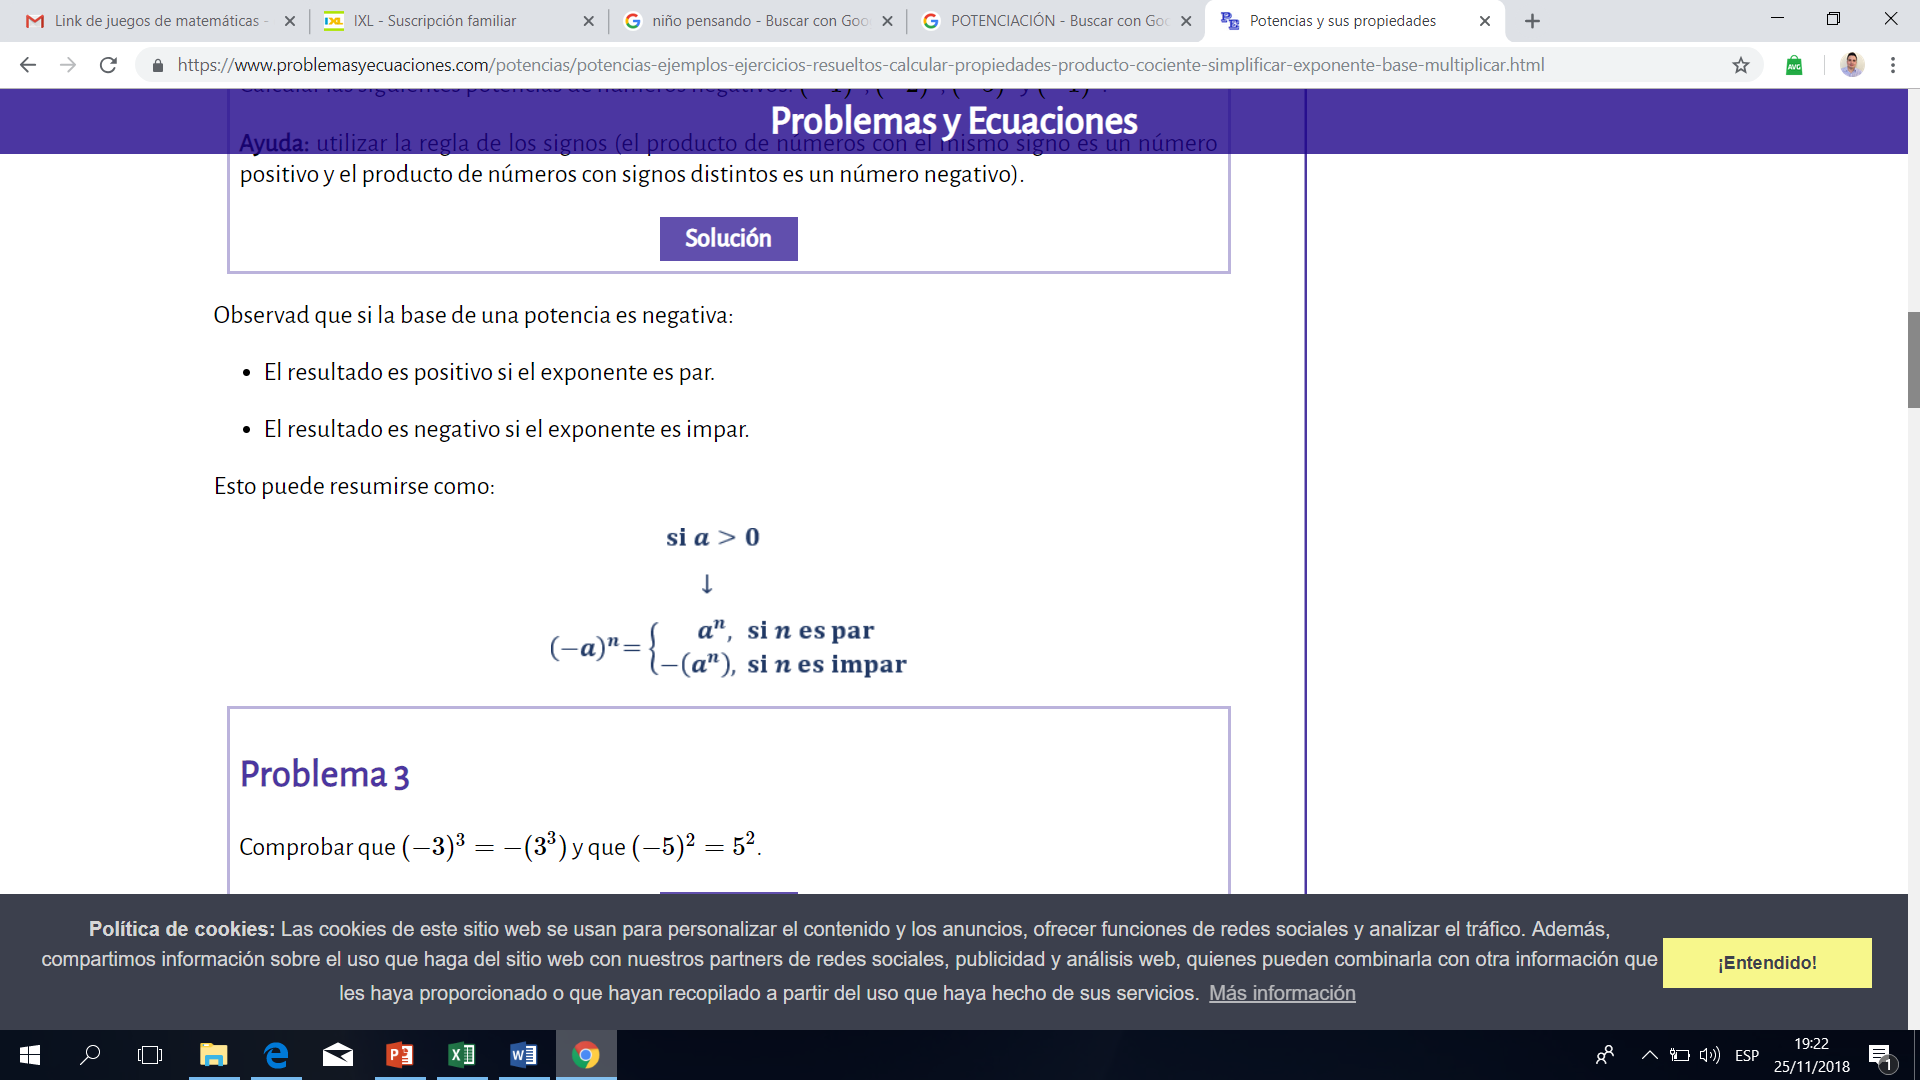 Link de juegos de matemáticas -
IXL - Suscripción familiar
niño pensando - Buscar con Goo
POTENCIACIÓN - Buscar con Goo
Potencias y sus propiedades
https://www.problemasyecuaciones.com/potencias/potencias-ejemplos-ejercicios-resueltos-calcular-propiedades-producto-cociente-simplificar-exponente-base-multiplicar.html
Problemas y Ecuaciones
Ayuda: utilizar la regla de los signos (el producto de números con el mismo signo es un número
positivo y el producto de números con signos distintos es un número negativo).
Solución
Observad que si la base de una potencia es negativa:
• El resultado es positivo si el exponente es par.
• El resultado es negativo si el exponente es impar.
Esto puede resumirse como:
si a > 0
↓
(−a)ⁿ = { aⁿ, si n es par
−(aⁿ), si n es impar
Problema 3
Comprobar que (−3)³ = −(3³) y que (−5)² = 5².
Política de cookies: Las cookies de este sitio web se usan para personalizar el contenido y los anuncios, ofrecer funciones de redes sociales y analizar el tráfico. Además,
compartimos información sobre el uso que haga del sitio web con nuestros partners de redes sociales, publicidad y análisis web, quienes pueden combinarla con otra información que
les haya proporcionado o que hayan recopilado a partir del uso que haya hecho de sus servicios. Más información
¡Entendido!
ESP
19:22
25/11/2018
1